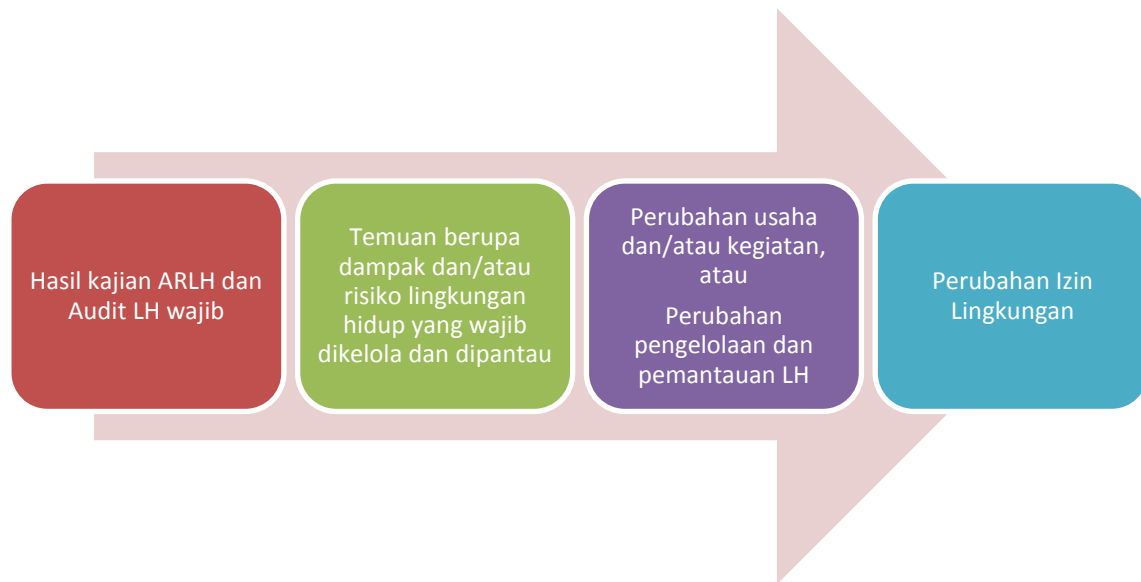 Hasil kajian ARLH dan
Audit LH wajib
Temuan berupa
dampak dan/atau
risiko lingkungan
hidup yang wajib
dikelola dan dipantau
Perubahan usaha
dan/atau kegiatan,
atau
Perubahan
pengelolaan dan
pemantauan LH
Perubahan Izin
Lingkungan